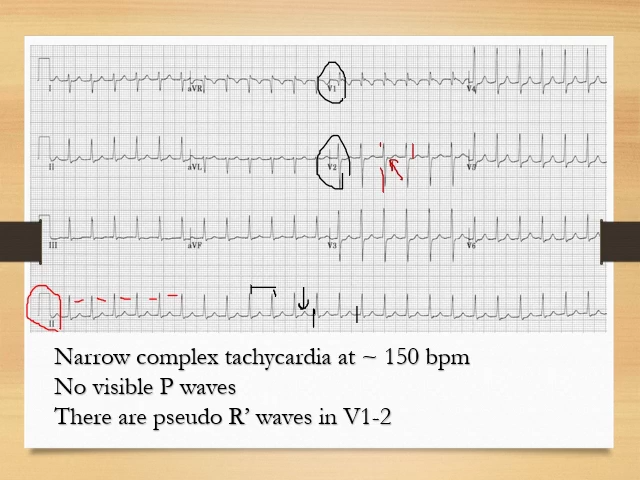 I aVR V1 V4
II aVL V2 V5
III aVF V3 V6
II
Narrow complex tachycardia at ~ 150 bpm
No visible P waves
There are pseudo R’ waves in V1-2